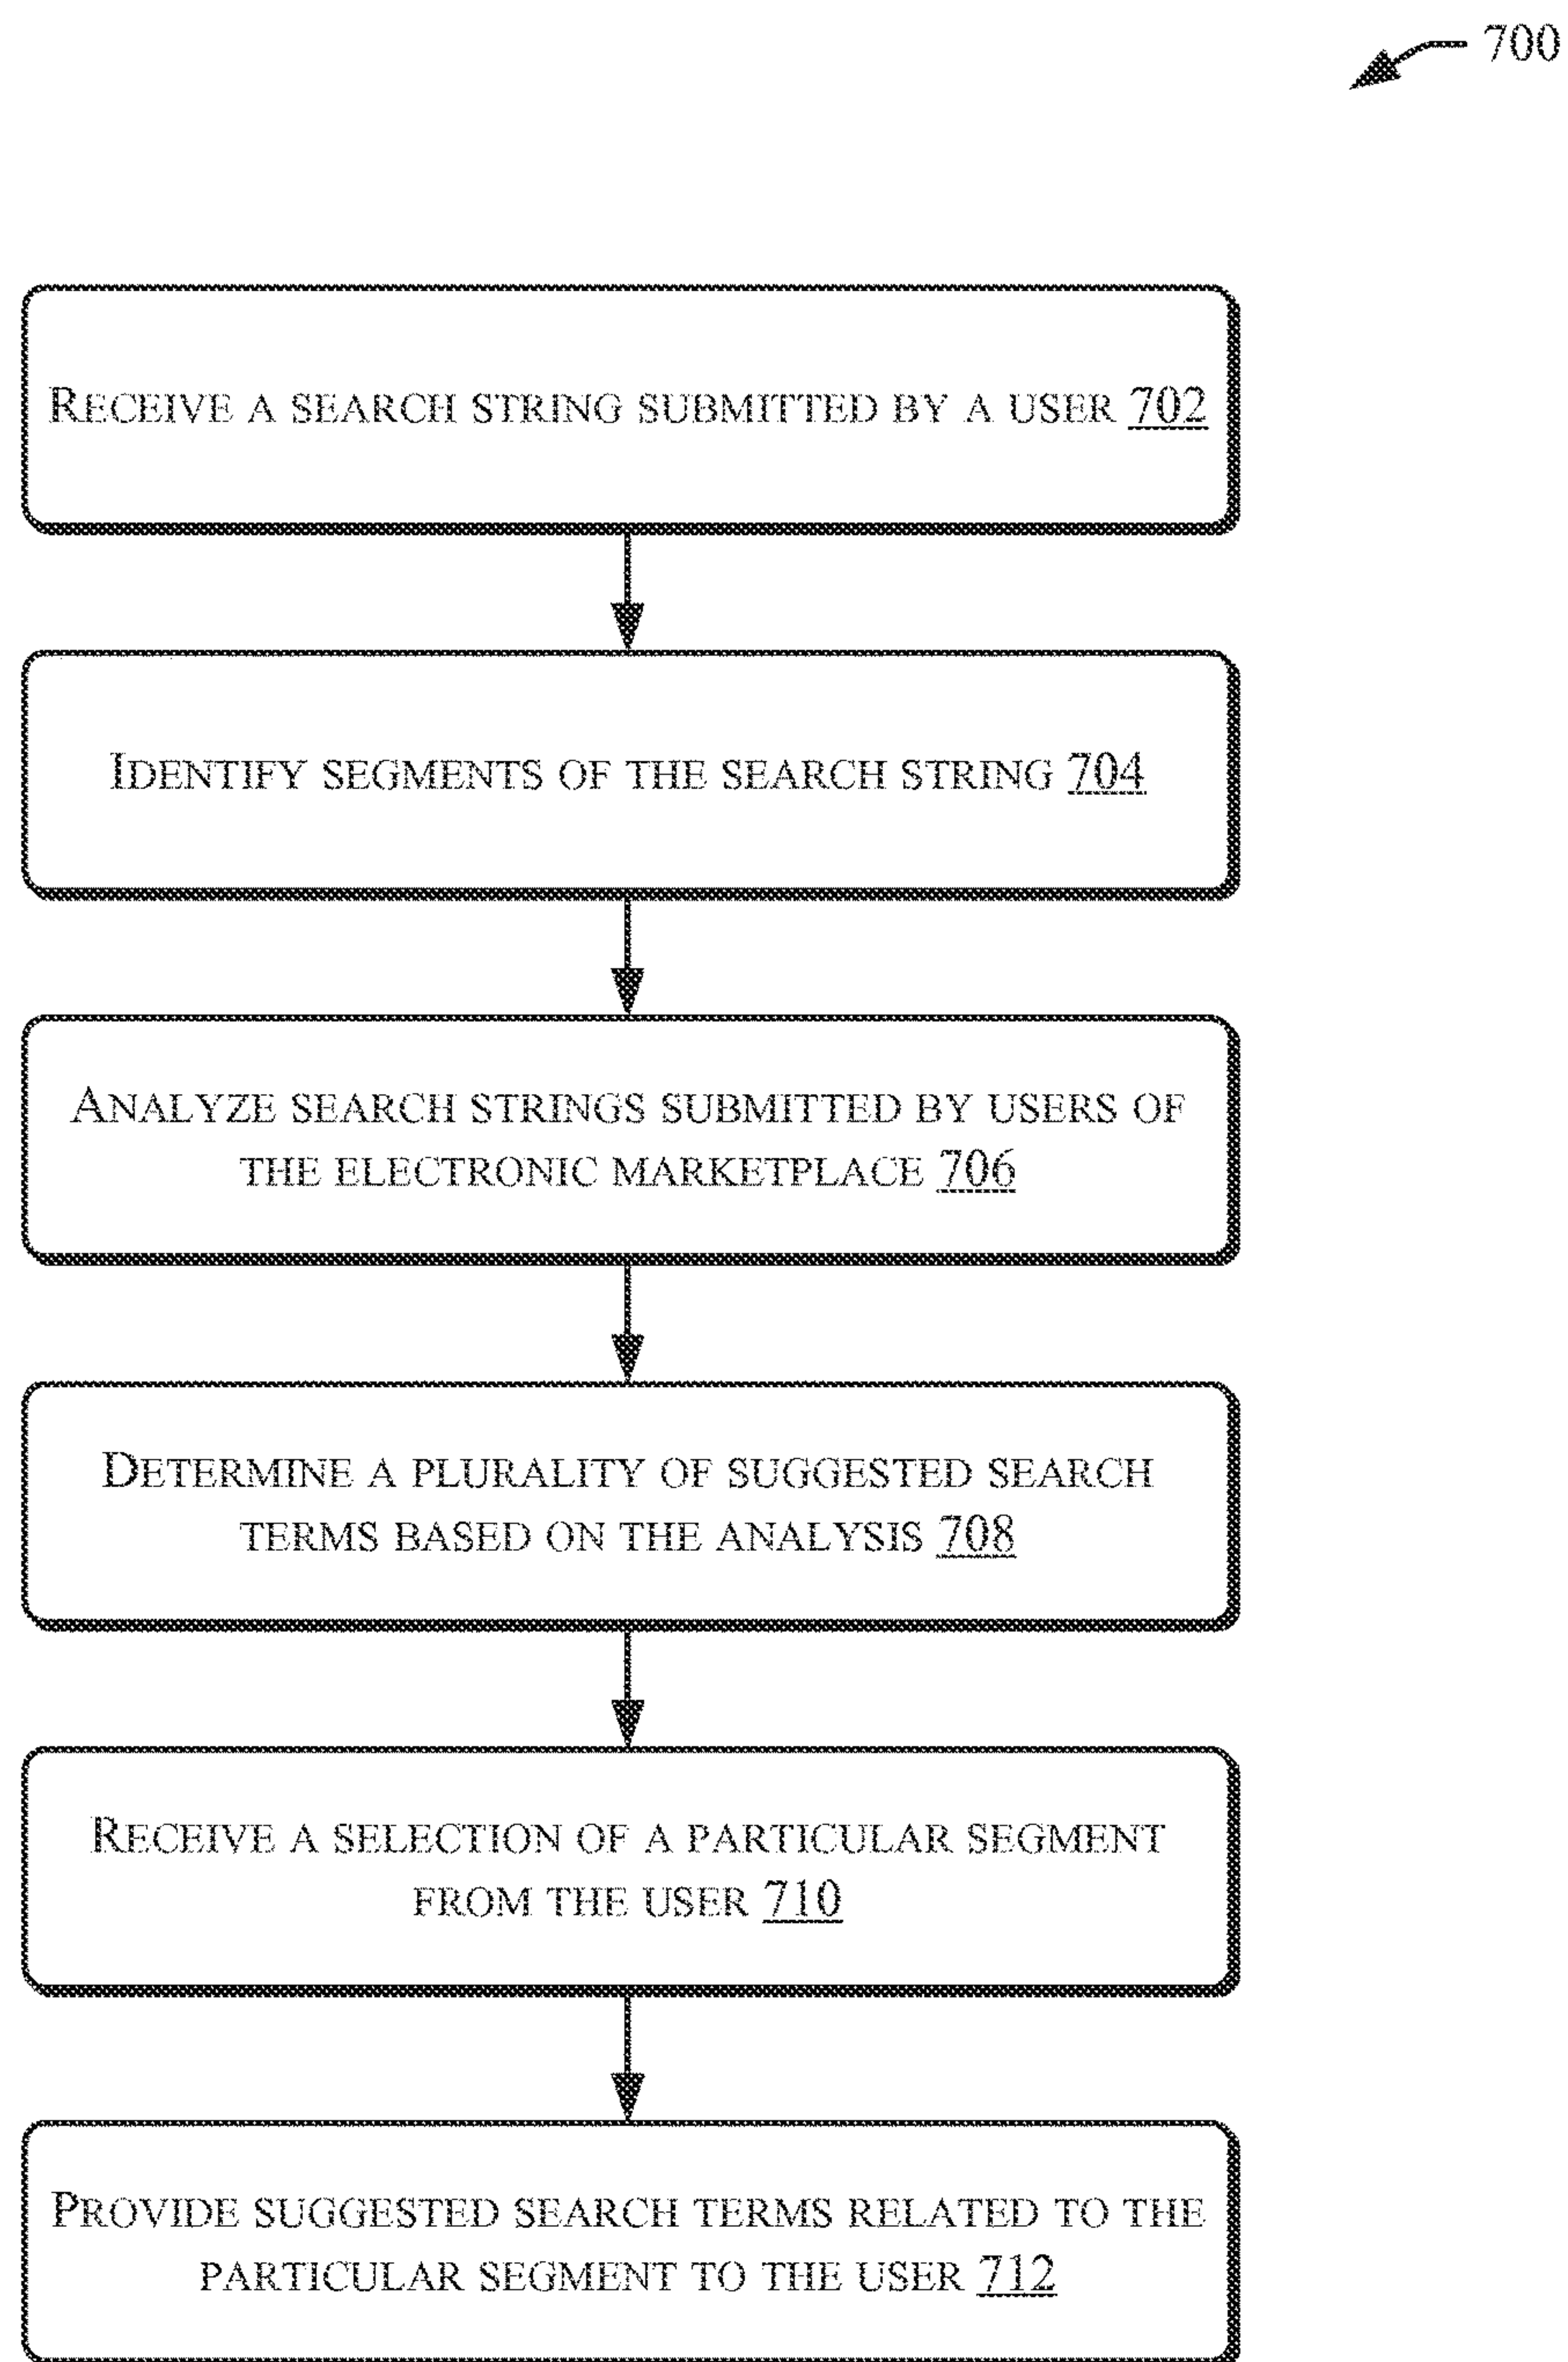 700
RECEIVE A SEARCH STRING SUBMITTED BY A USER 702
IDENTIFY SEGMENTS OF THE SEARCH STRING 704
ANALYZE SEARCH STRINGS SUBMITTED BY USERS OF
THE ELECTRONIC MARKETPLACE 706
DETERMINE A PLURALITY OF SUGGESTED SEARCH
TERMS BASED ON THE ANALYSIS 708
RECEIVE A SELECTION OF A PARTICULAR SEGMENT
FROM THE USER 710
PROVIDE SUGGESTED SEARCH TERMS RELATED TO THE
PARTICULAR SEGMENT TO THE USER 712